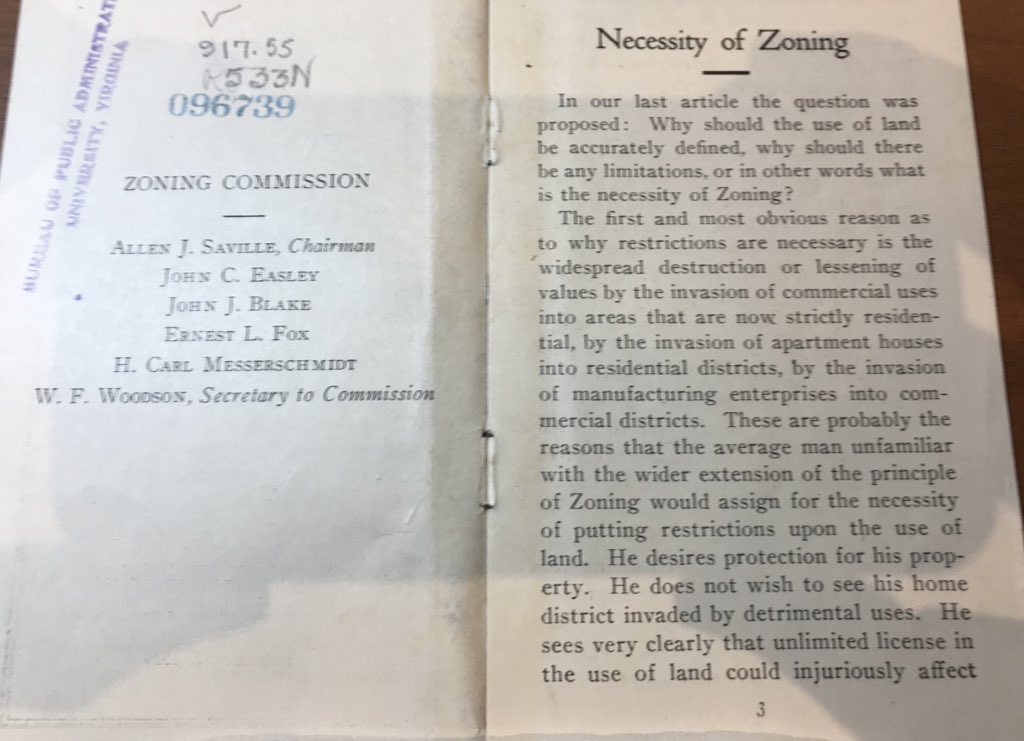 BUREAU OF PUBLIC ADMINISTRAT
UNIVERSITY, VIRGINIA
917.55
R533N
096739
ZONING COMMISSION
ALLEN J. SAVILLE, Chairman
JOHN C. EASLEY
JOHN J. BLAKE
ERNEST L. FOX
H. CARL MESSERSCHMIDT
W. F. WOODSON, Secretary to Commission
Necessity of Zoning
In our last article the question was
proposed: Why should the use of land
be accurately defined, why should there
be any limitations, or in other words what
is the necessity of Zoning?
The first and most obvious reason as
to why restrictions are necessary is the
widespread destruction or lessening of
values by the invasion of commercial uses
into areas that are now strictly residen-
tial, by the invasion of apartment houses
into residential districts, by the invasion
of manufacturing enterprises into com-
mercial districts. These are probably the
reasons that the average man unfamiliar
with the wider extension of the principle
of Zoning would assign for the necessity
of putting restrictions upon the use of
land. He desires protection for his prop-
erty. He does not wish to see his home
district invaded by detrimental uses. He
sees very clearly that unlimited license in
the use of land could injuriously affect
3